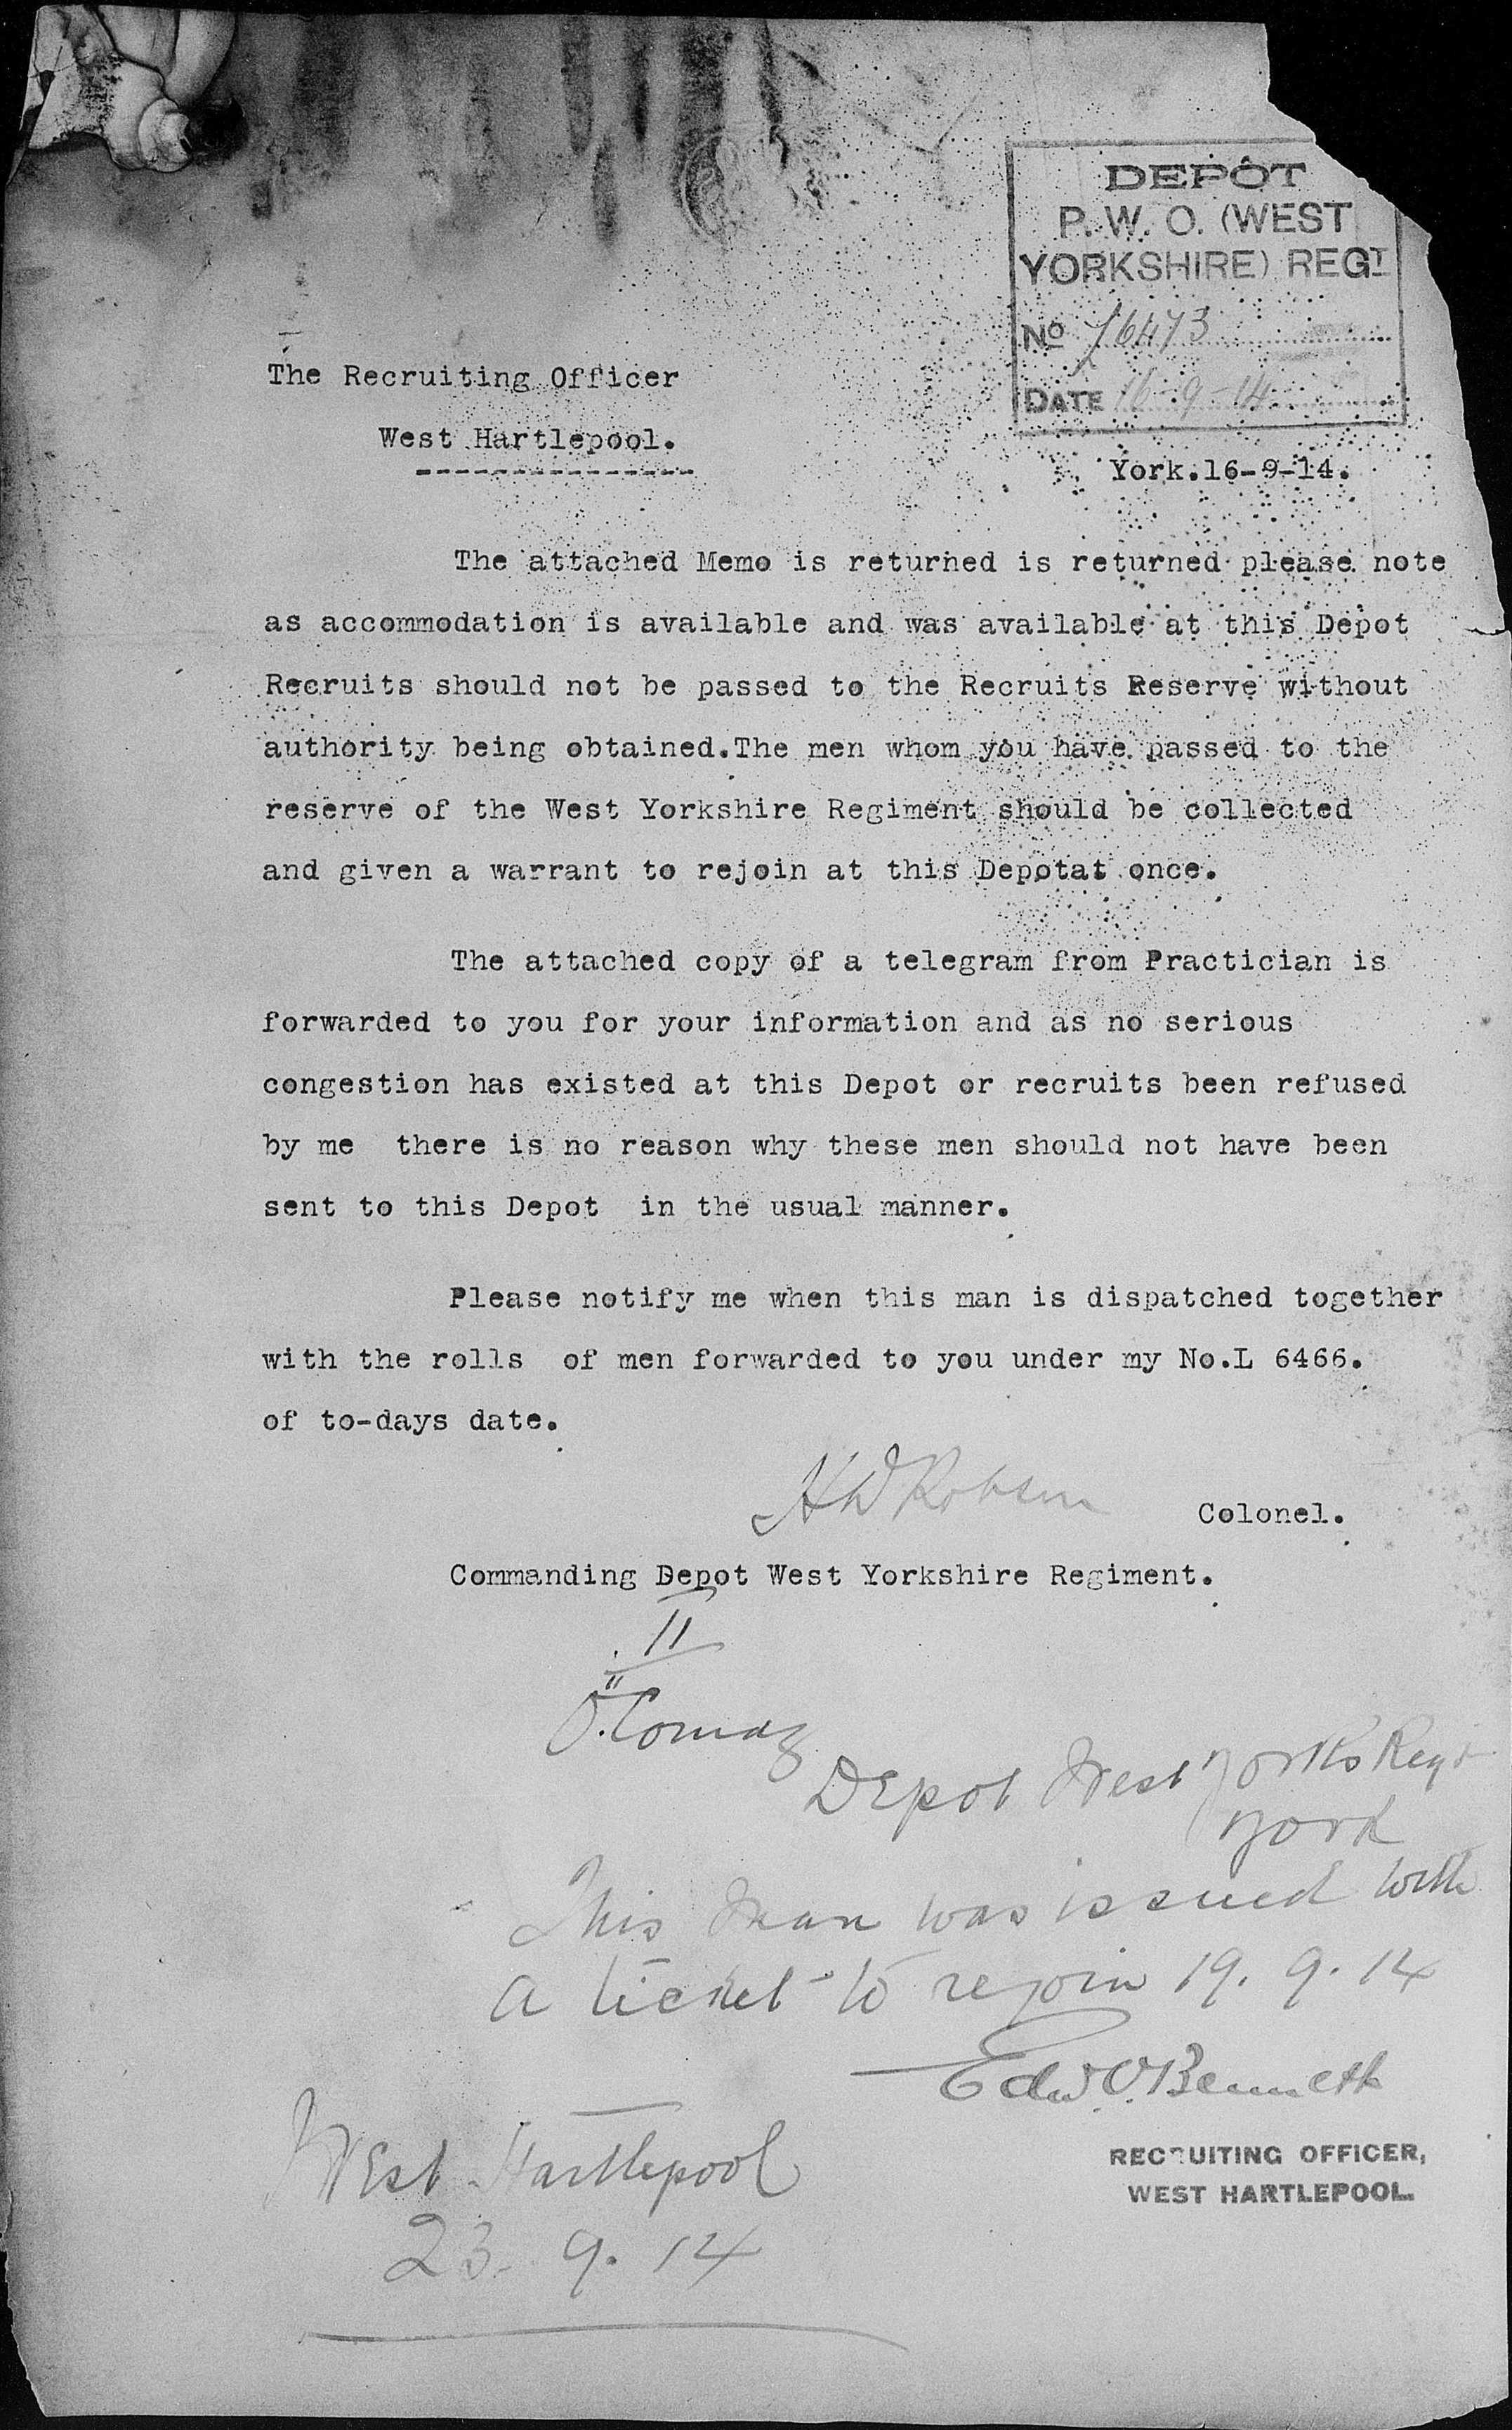 DEPÔT
P. W. O. (WEST
YORKSHIRE) REGT
No 6473
DATE 16-9-14
The Recruiting Officer
West Hartlepool.
---------------
York.16-9-14.
The attached Memo is returned is returned please note
as accommodation is available and was available at this Depot
Recruits should not be passed to the Recruits Reserve without
authority being obtained.The men whom you have passed to the
reserve of the West Yorkshire Regiment should be collected
and given a warrant to rejoin at this Depotat once.
The attached copy of a telegram from Practician is
forwarded to you for your information and as no serious
congestion has existed at this Depot or recruits been refused
by me there is no reason why these men should not have been
sent to this Depot in the usual manner.
Please notify me when this man is dispatched together
with the rolls of men forwarded to you under my No.L 6466.
of to-days date.
HD Robson
Colonel.
Commanding Depot West Yorkshire Regiment.
II
Depot West Yorks Regt
York
This Man was issued with
a ticket to rejoin 19. 9. 14
Edw Bennett
RECRUITING OFFICER,
WEST HARTLEPOOL.
West Hartlepool
23. 9. 14